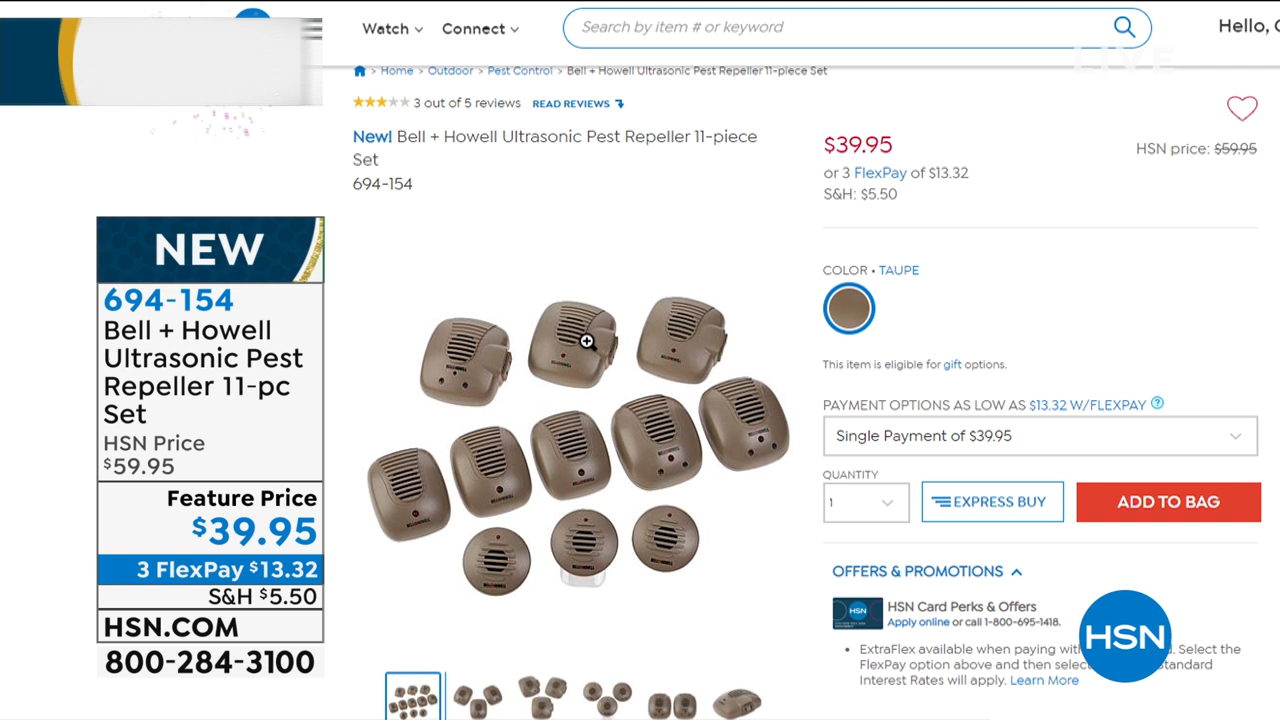 Watch
Connect
Search by item # or keyword
Hello,
LIVE
> Home > Outdoor > Pest Control > Bell + Howell Ultrasonic Pest Repeller 11-piece Set
3 out of 5 reviews READ REVIEWS
New! Bell + Howell Ultrasonic Pest Repeller 11-piece
Set
694-154
$39.95
HSN price: $59.95
or 3 FlexPay of $13.32
S&H: $5.50
NEW
694-154
Bell + Howell
Ultrasonic Pest
Repeller 11-pc
Set
HSN Price
$59.95
Feature Price
$39.95
3 FlexPay $13.32
S&H $5.50
HSN.COM
800-284-3100
COLOR • TAUPE
This item is eligible for gift options.
PAYMENT OPTIONS AS LOW AS $13.32 W/FLEXPAY ?
Single Payment of $39.95
QUANTITY
1
EXPRESS BUY
ADD TO BAG
OFFERS & PROMOTIONS
HSN
HSN Card Perks & Offers
Apply online or call 1-800-695-1418.
• ExtraFlex available when paying with . Select the
FlexPay option above and then select Standard
Interest Rates will apply. Learn More
HSN